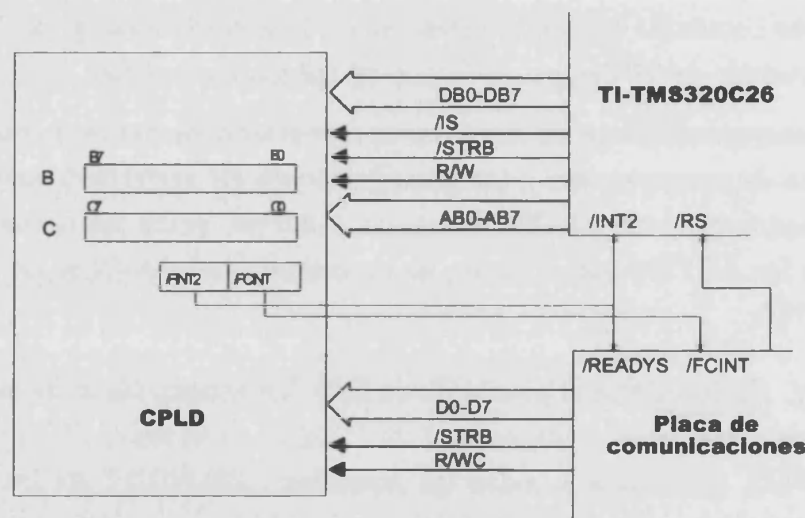 DB0-DB7
TI-TMS320C26
/IS
/STRB
R/W
AB0-AB7
/INT2 /RS
B7 B0
B
C7 C0
C
/FINT2 /FCINT
/READYS /FCINT
CPLD
D0-D7
/STRB
R/WC
Placa de
comunicaciones